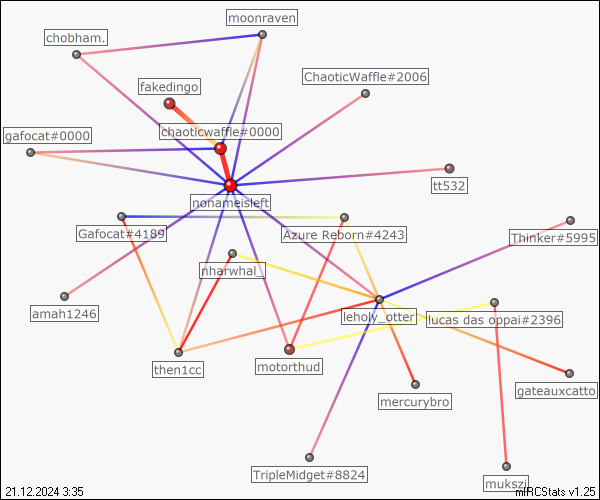 moonraven
chobham.
ChaoticWaffle#2006
fakedingo
chaoticwaffle#0000
gafocat#0000
tt532
nonameisleft
Gafocat#4189
Azure Reborn#4243
Thinker#5995
nharwhal_
amah1246
leholy_otter
lucas das oppai#2396
then1cc
motorthud
gateauxcatto
mercurybro
TripleMidget#8824
mukszi
21.12.2024 3:35
mIRCStats v1.25